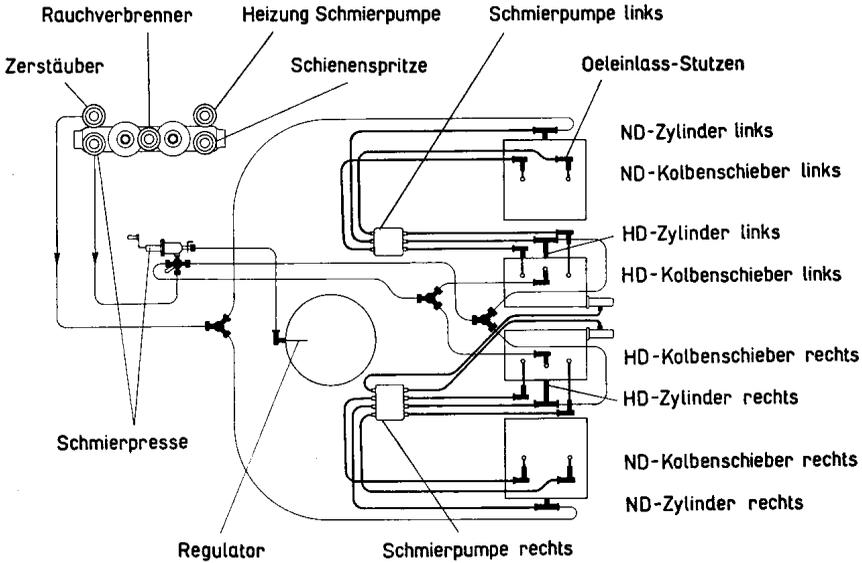 Rauchverbrenner
Heizung Schmierpumpe
Schmierpumpe links
Zerstäuber
Schienenspritze
Oeleinlass-Stutzen
ND-Zylinder links
ND-Kolbenschieber links
HD-Zylinder links
HD-Kolbenschieber links
HD-Kolbenschieber rechts
HD-Zylinder rechts
Schmierpresse
ND-Kolbenschieber rechts
ND-Zylinder rechts
Regulator
Schmierpumpe rechts